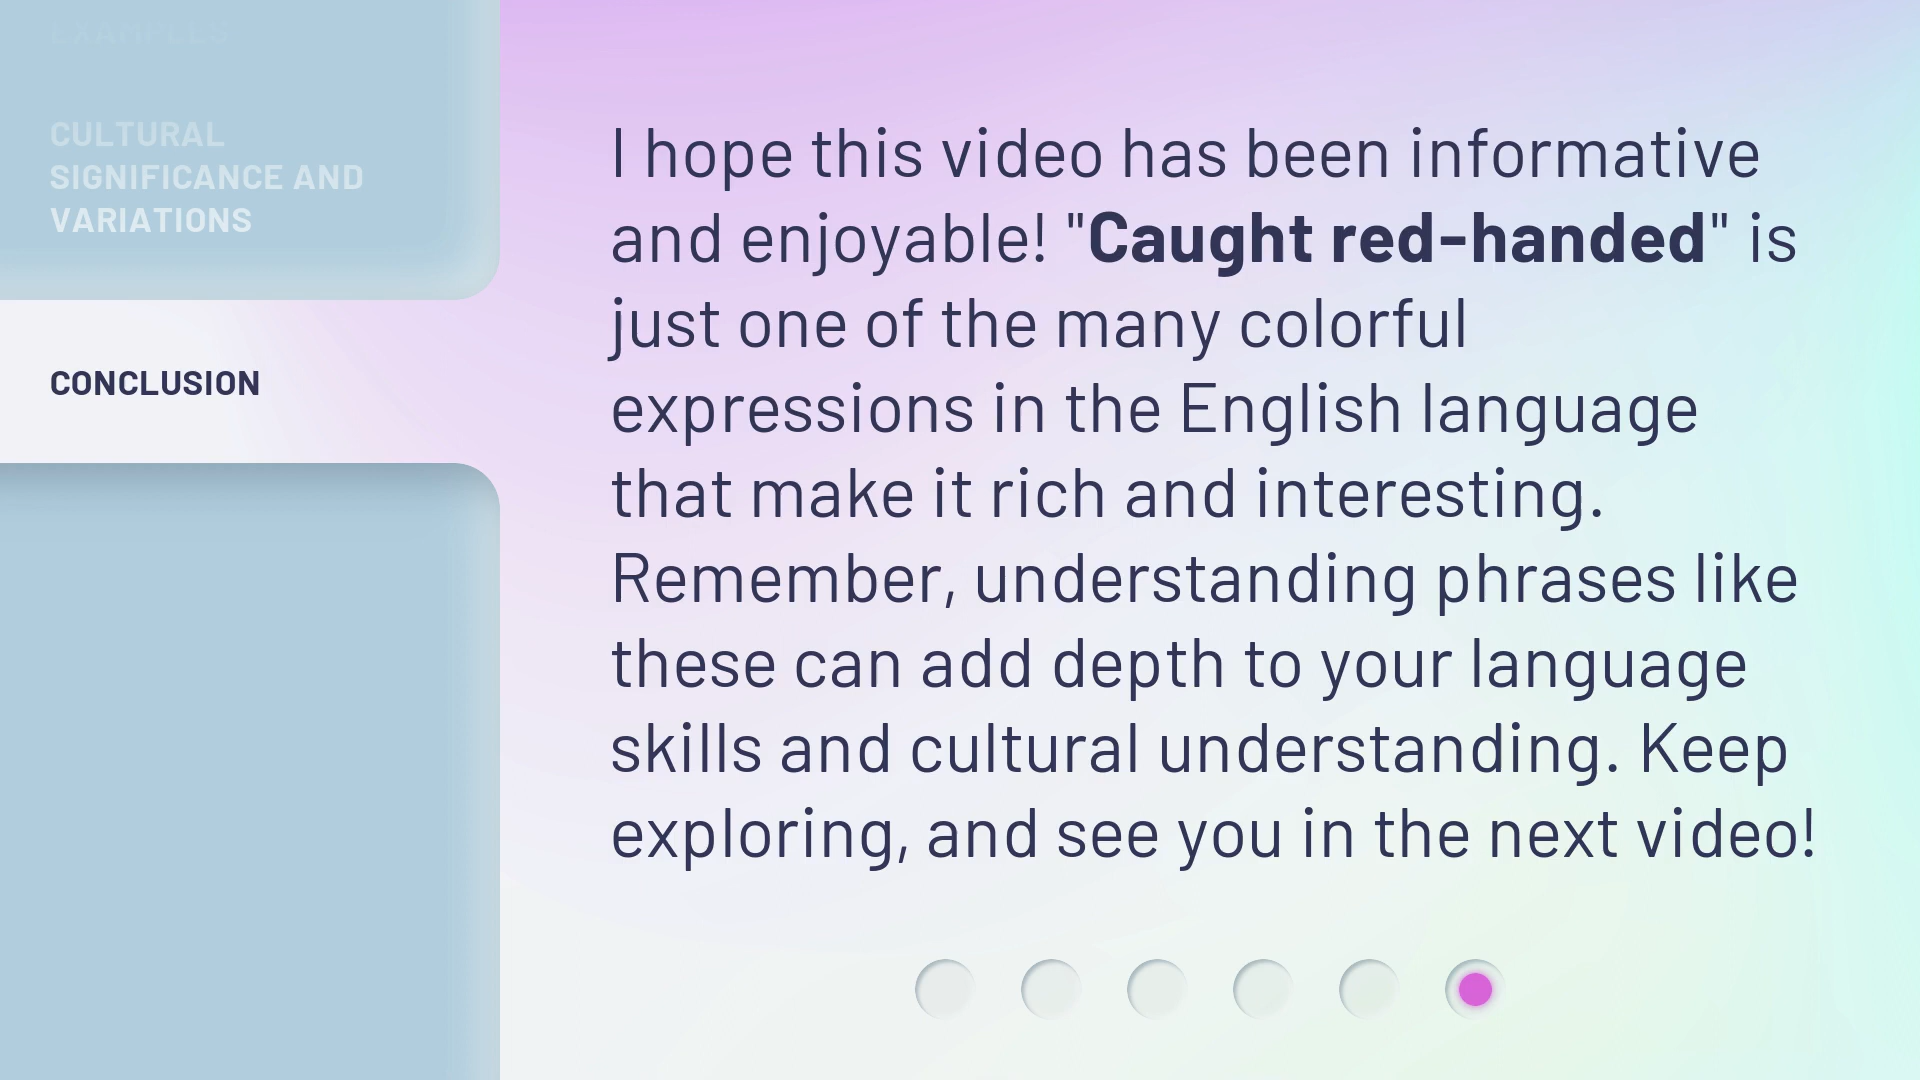 EXAMPLES
CULTURAL
SIGNIFICANCE AND
VARIATIONS
CONCLUSION
I hope this video has been informative
and enjoyable! "Caught red-handed" is
just one of the many colorful
expressions in the English language
that make it rich and interesting.
Remember, understanding phrases like
these can add depth to your language
skills and cultural understanding. Keep
exploring, and see you in the next video!